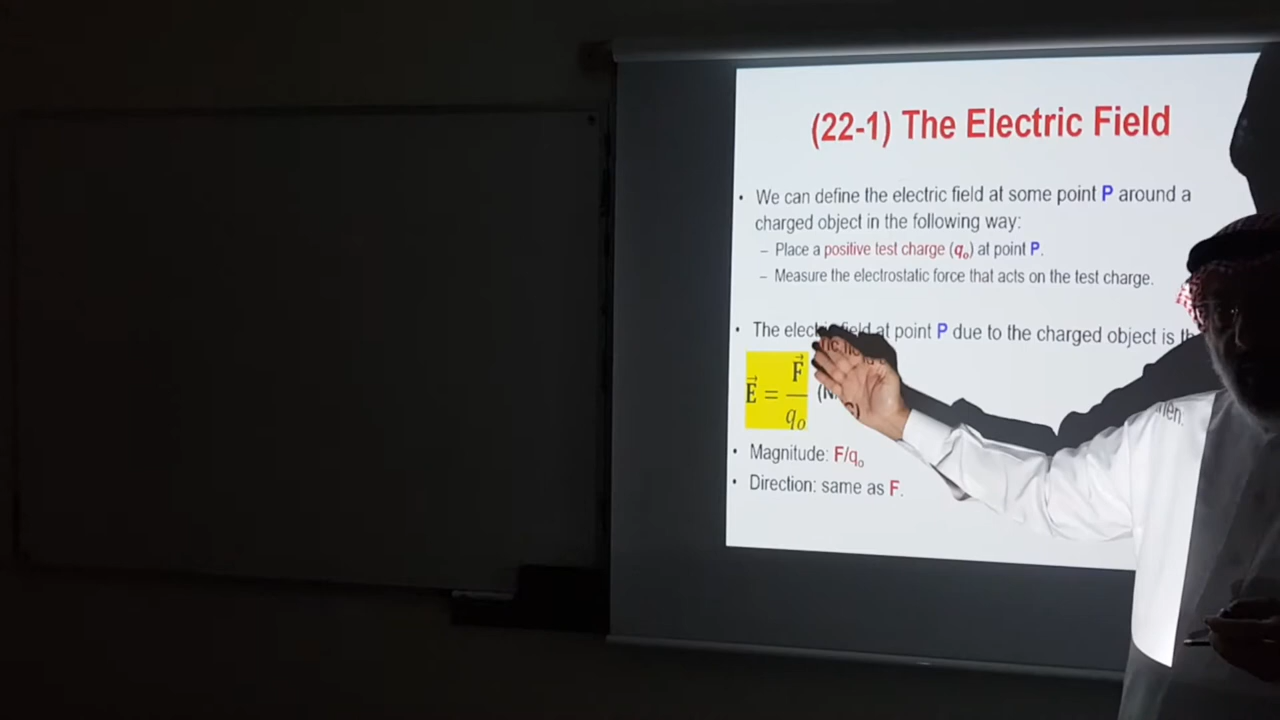 (22-1) The Electric Field
• We can define the electric field at some point P around a
charged object in the following way:
– Place a positive test charge (qₒ) at point P.
– Measure the electrostatic force that acts on the test charge.
• The electric field at point P due to the charged object is
E⃗ = F⃗ / qₒ
• Magnitude: F/qₒ
• Direction: same as F.